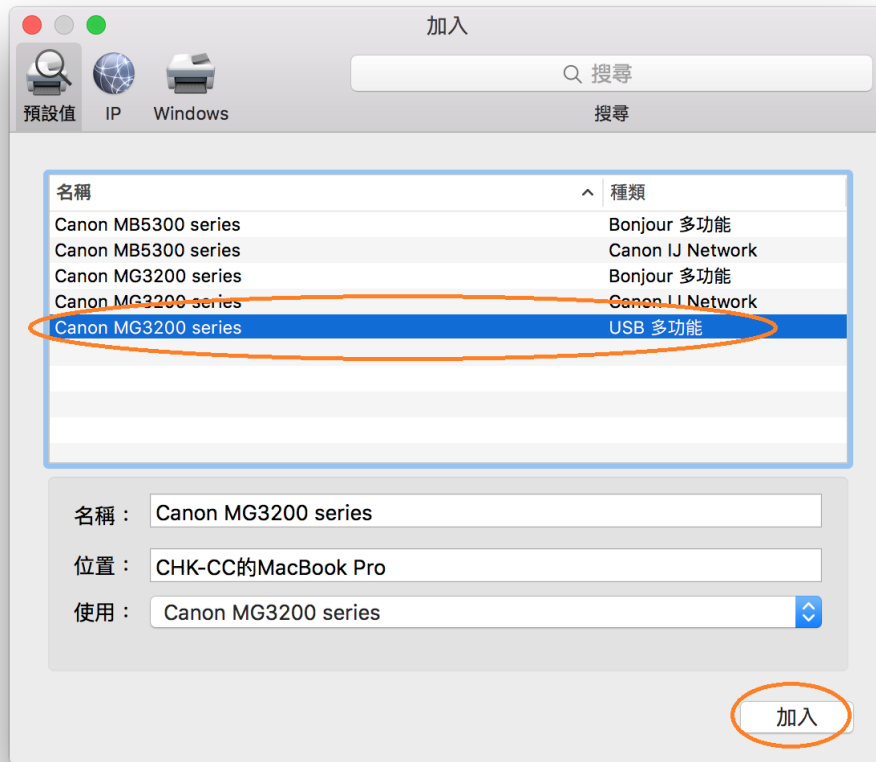 加入
搜尋
預設值 IP Windows 搜尋
名稱 種類
Canon MB5300 series Bonjour 多功能
Canon MB5300 series Canon IJ Network
Canon MG3200 series Bonjour 多功能
Canon MG3200 series Canon IJ Network
Canon MG3200 series USB 多功能
名稱： Canon MG3200 series
位置： CHK-CC的MacBook Pro
使用： Canon MG3200 series
加入